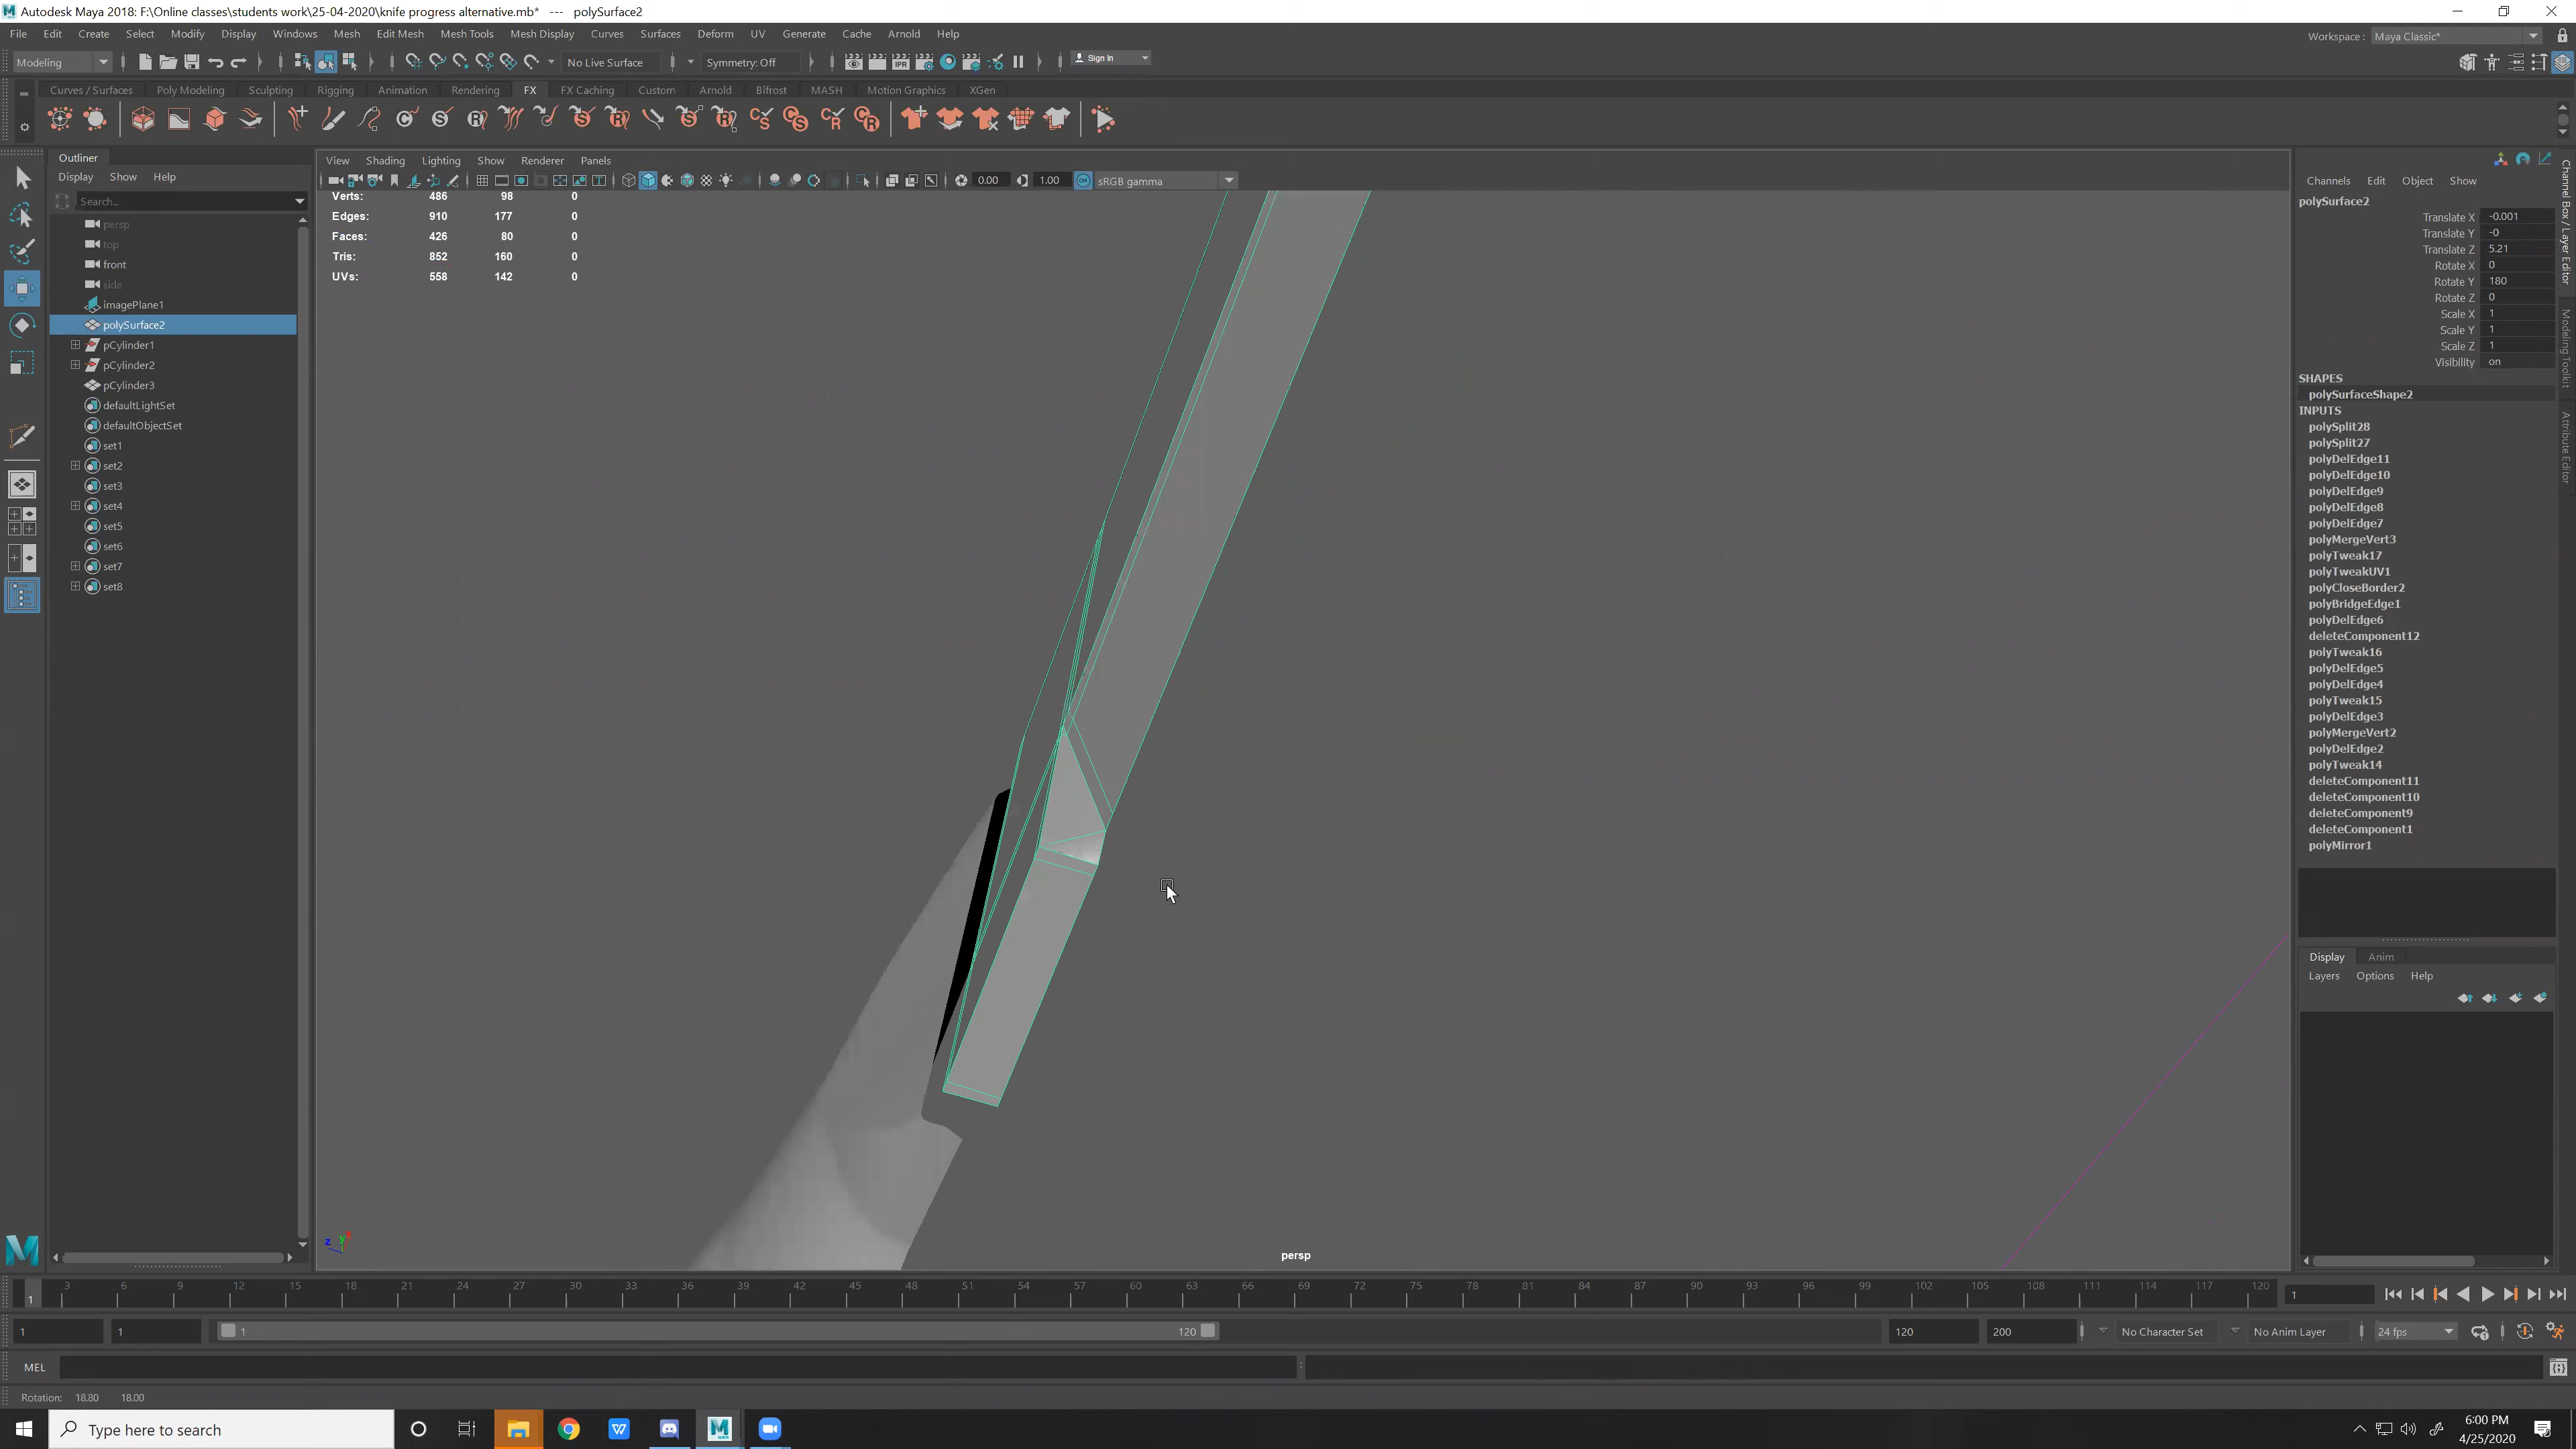 Autodesk Maya 2018: F:\Online classes\students work\25-04-2020\knife progress alternative.mb* --- polySurface2
File Edit Create Select Modify Display Windows Mesh Edit Mesh Mesh Tools Mesh Display Curves Surfaces Deform UV Generate Cache Arnold Help
Workspace : Maya Classic*
Modeling No Live Surface Symmetry: Off IPR Sign In
Curves / Surfaces Poly Modeling Sculpting Rigging Animation Rendering FX FX Caching Custom Arnold Bifrost MASH Motion Graphics XGen
Outliner
Display Show Help
Search...
persp
top
front
side
imagePlane1
polySurface2
pCylinder1
pCylinder2
pCylinder3
defaultLightSet
defaultObjectSet
set1
set2
set3
set4
set5
set6
set7
set8
View Shading Lighting Show Renderer Panels
0.00 1.00 ON sRGB gamma
Verts: 486 98 0
Edges: 910 177 0
Faces: 426 80 0
Tris: 852 160 0
UVs: 558 142 0
z y
persp
Channels Edit Object Show
polySurface2
Translate X -0.001
Translate Y -0
Translate Z 5.21
Rotate X 0
Rotate Y 180
Rotate Z 0
Scale X 1
Scale Y 1
Scale Z 1
Visibility on
SHAPES
polySurfaceShape2
INPUTS
polySplit28
polySplit27
polyDelEdge11
polyDelEdge10
polyDelEdge9
polyDelEdge8
polyDelEdge7
polyMergeVert3
polyTweak17
polyTweakUV1
polyCloseBorder2
polyBridgeEdge1
polyDelEdge6
deleteComponent12
polyTweak16
polyDelEdge5
polyDelEdge4
polyTweak15
polyDelEdge3
polyMergeVert2
polyDelEdge2
polyTweak14
deleteComponent11
deleteComponent10
deleteComponent9
deleteComponent1
polyMirror1
Display Anim
Layers Options Help
Channel Box / Layer Editor
Modeling Toolkit
Attribute Editor
3 6 9 12 15 18 21 24 27 30 33 36 39 42 45 48 51 54 57 60 63 66 69 72 75 78 81 84 87 90 93 96 99 102 105 108 111 114 117 120
1 1
1 1 1 120 120 200 No Character Set No Anim Layer 24 fps
MEL
Rotation: 18.80 18.00
Type here to search
6:00 PM
4/25/2020